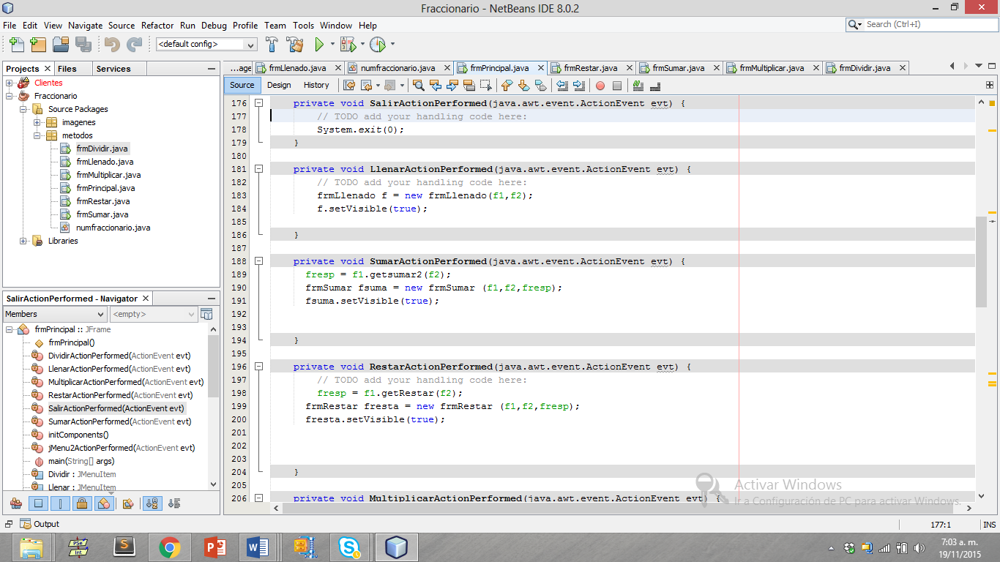 Fraccionario - NetBeans IDE 8.0.2
File Edit View Navigate Source Refactor Run Debug Profile Team Tools Window Help
Search (Ctrl+I)
<default config>
Projects Files Services
Clientes
Fraccionario
Source Packages
imagenes
metodos
frmDividir.java
frmLlenado.java
frmMultiplicar.java
frmPrincipal.java
frmRestar.java
frmSumar.java
numfraccionario.java
Libraries
SalirActionPerformed - Navigator
Members <empty>
frmPrincipal :: JFrame
frmPrincipal()
DividirActionPerformed(ActionEvent evt)
LlenarActionPerformed(ActionEvent evt)
MultiplicarActionPerformed(ActionEvent evt)
RestarActionPerformed(ActionEvent evt)
SalirActionPerformed(ActionEvent evt)
SumarActionPerformed(ActionEvent evt)
initComponents()
jMenu2ActionPerformed(ActionEvent evt)
main(String[] args)
Dividir : JMenuItem
Llenar : JMenuItem
...age frmLlenado.java numfraccionario.java frmPrincipal.java frmRestar.java frmSumar.java frmMultiplicar.java frmDividir.java
Source Design History
176 private void SalirActionPerformed(java.awt.event.ActionEvent evt) {
177 // TODO add your handling code here:
178 System.exit(0);
179 }
180
181 private void LlenarActionPerformed(java.awt.event.ActionEvent evt) {
182 // TODO add your handling code here:
183 frmLlenado f = new frmLlenado(f1,f2);
184 f.setVisible(true);
185
186 }
187
188 private void SumarActionPerformed(java.awt.event.ActionEvent evt) {
189 fresp = f1.getsumar2(f2);
190 frmSumar fsuma = new frmSumar (f1,f2,fresp);
191 fsuma.setVisible(true);
192
193
194 }
195
196 private void RestarActionPerformed(java.awt.event.ActionEvent evt) {
197 // TODO add your handling code here:
198 fresp = f1.getRestar(f2);
199 frmRestar fresta = new frmRestar (f1,f2,fresp);
200 fresta.setVisible(true);
201
202
203
204 }
205
206 private void MultiplicarActionPerformed(java.awt.event.ActionEvent evt) {
Activar Windows
Ir a Configuración de PC para activar Windows.
Output
177:1 INS
PSe
Int
7:03 a. m.
19/11/2015